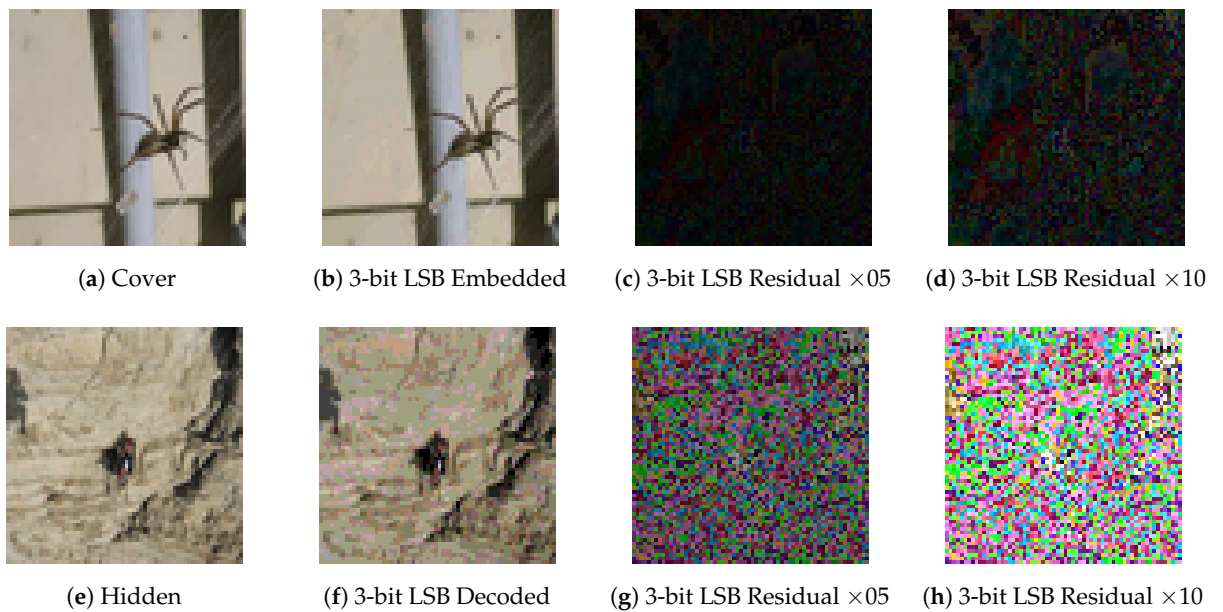 (a) Cover
(b) 3-bit LSB Embedded
(c) 3-bit LSB Residual ×05
(d) 3-bit LSB Residual ×10
(e) Hidden
(f) 3-bit LSB Decoded
(g) 3-bit LSB Residual ×05
(h) 3-bit LSB Residual ×10